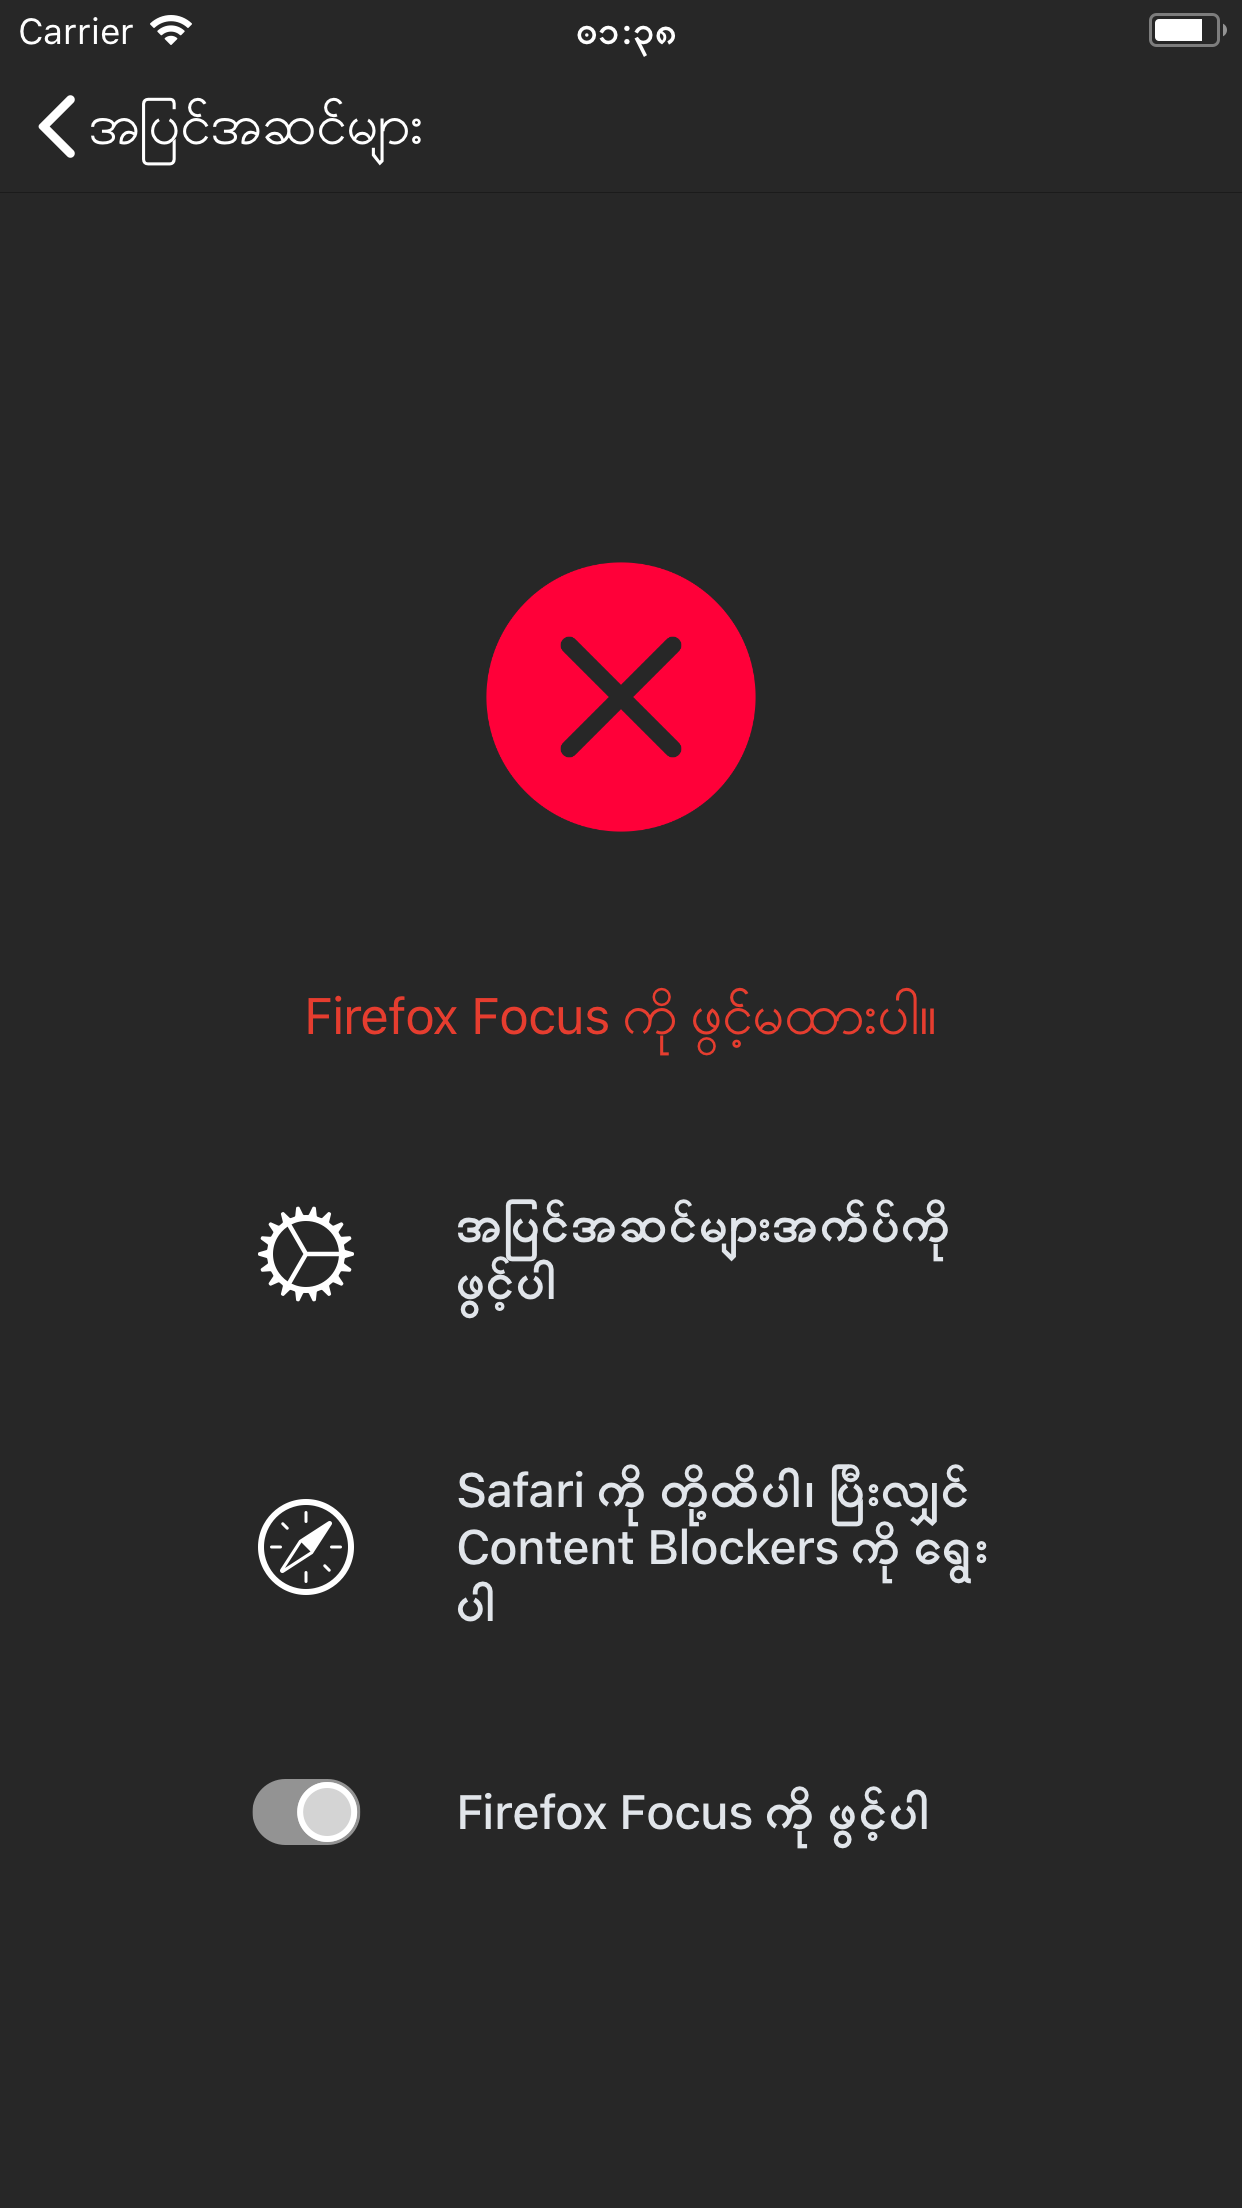 Carrier
၀၁:၃၈
အပြင်အဆင်များ
Firefox Focus ကို ဖွင့်မထားပါ။
အပြင်အဆင်များအက်ပ်ကို
ဖွင့်ပါ
Safari ကို တို့ထိပါ၊ ပြီးလျှင်
Content Blockers ကို ရွေး
ပါ
Firefox Focus ကို ဖွင့်ပါ